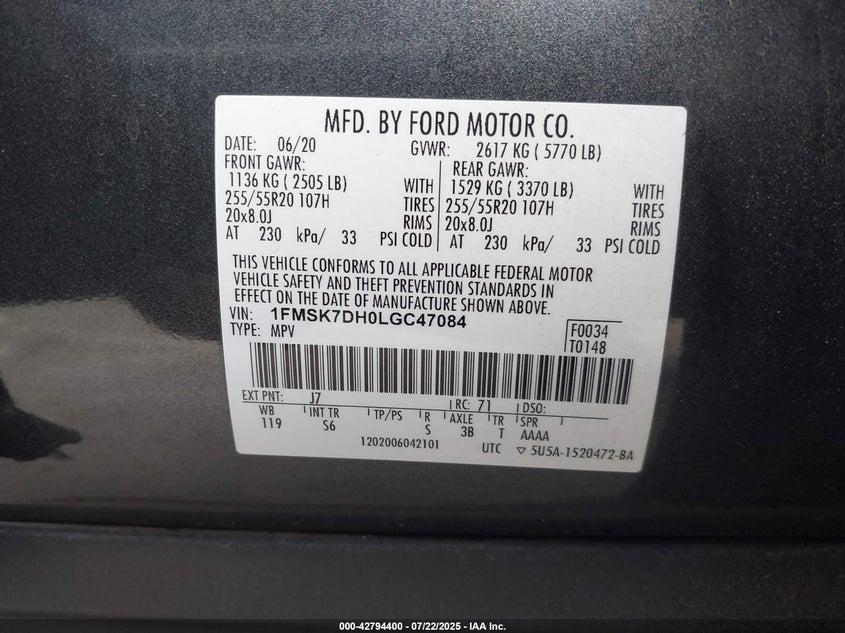 MFD. BY FORD MOTOR CO.
DATE: 06/20 GVWR: 2617 KG ( 5770 LB)
FRONT GAWR: REAR GAWR:
1136 KG ( 2505 LB) WITH 1529 KG ( 3370 LB) WITH
255/55R20 107H TIRES 255/55R20 107H TIRES
20x8.0J RIMS 20x8.0J RIMS
AT 230 kPa/ 33 PSI COLD AT 230 kPa/ 33 PSI COLD
THIS VEHICLE CONFORMS TO ALL APPLICABLE FEDERAL MOTOR
VEHICLE SAFETY AND THEFT PREVENTION STANDARDS IN
EFFECT ON THE DATE OF MANUFACTURE SHOWN ABOVE.
VIN: 1FMSK7DH0LGC47084
TYPE: MPV
F0034
T0148
EXT PNT: J7 RC: 71 DSO:
WB INT TR TP/PS R AXLE TR SPR
119 S6 S 3B T AAAA
1202006042101 UTC ▽ 5U5A-1520472-BA
000-42794400 - 07/22/2025 - IAA Inc.